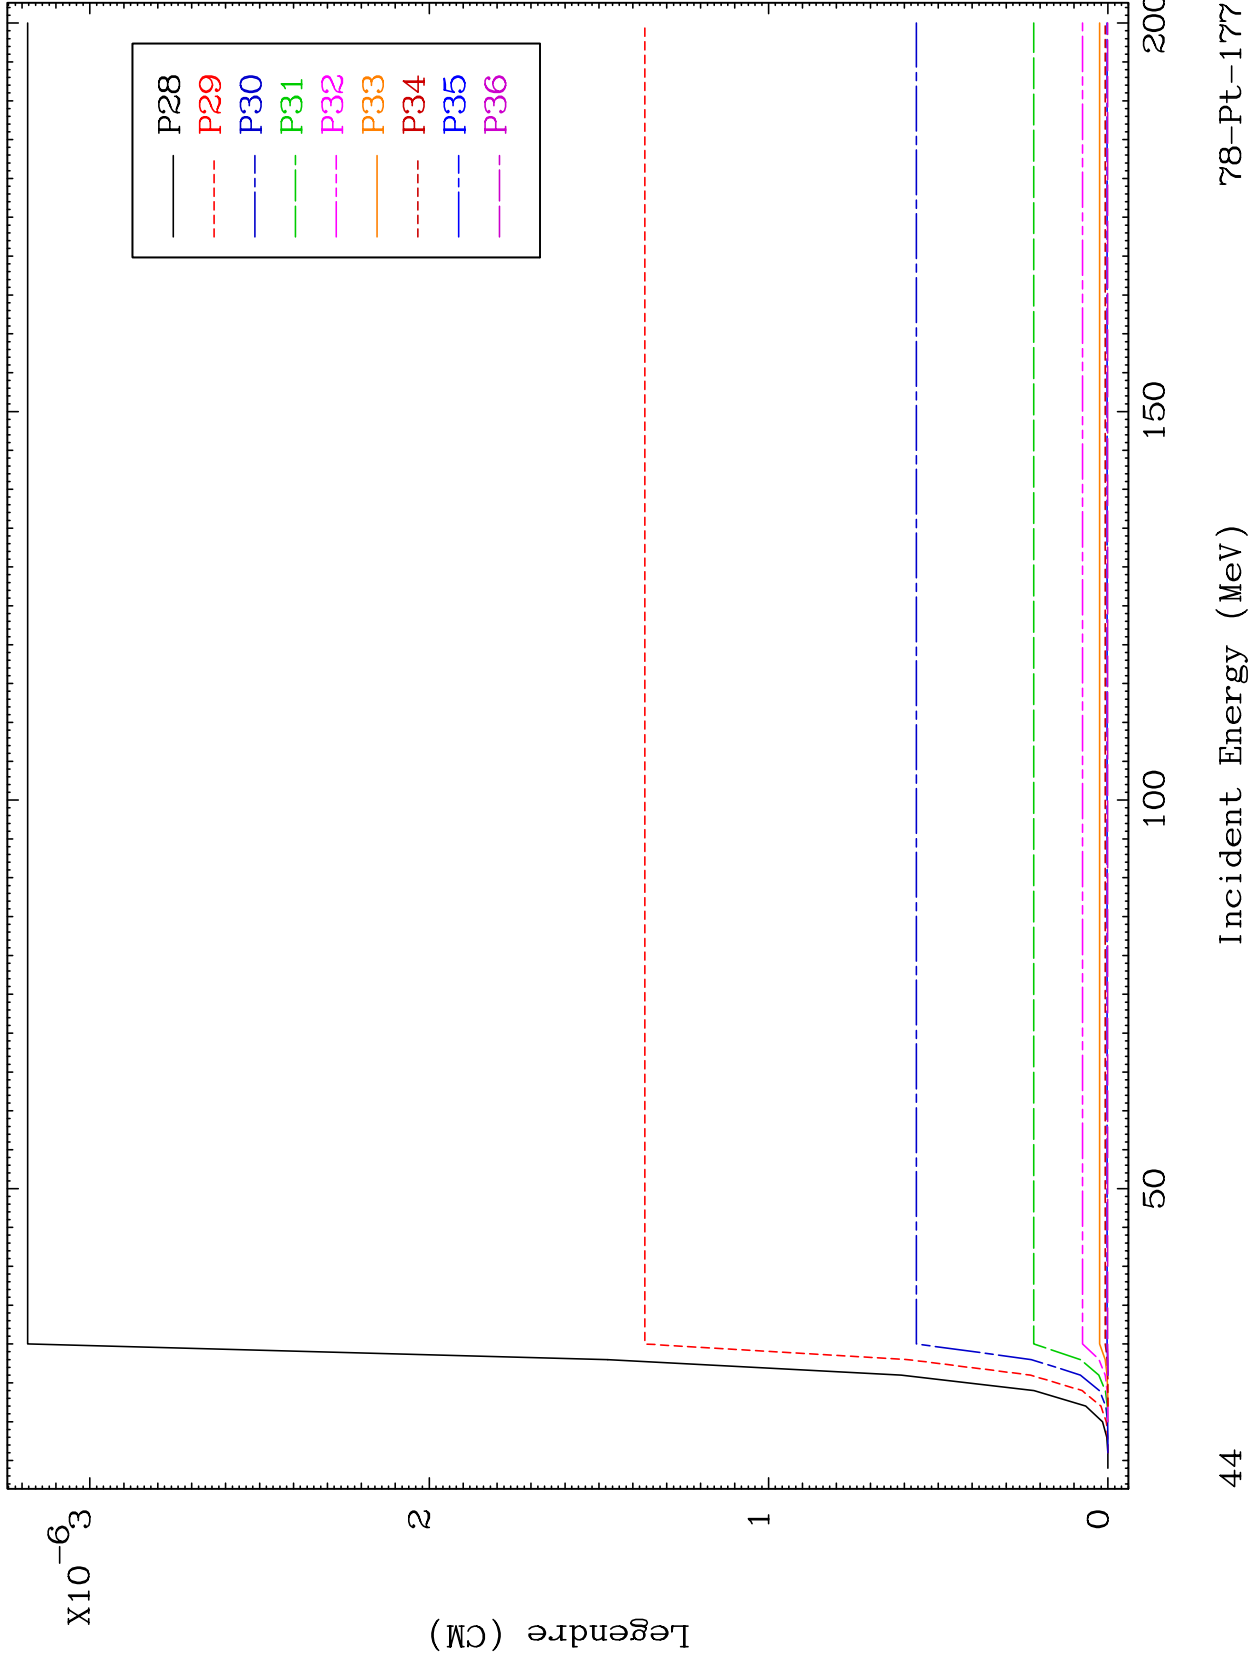 X10-6
3
2
1
0
Legendre (CM)
P28
P29
P30
P31
P32
P33
P34
P35
P36
50
100
150
200
Incident Energy (MeV)
44
78-Pt-177